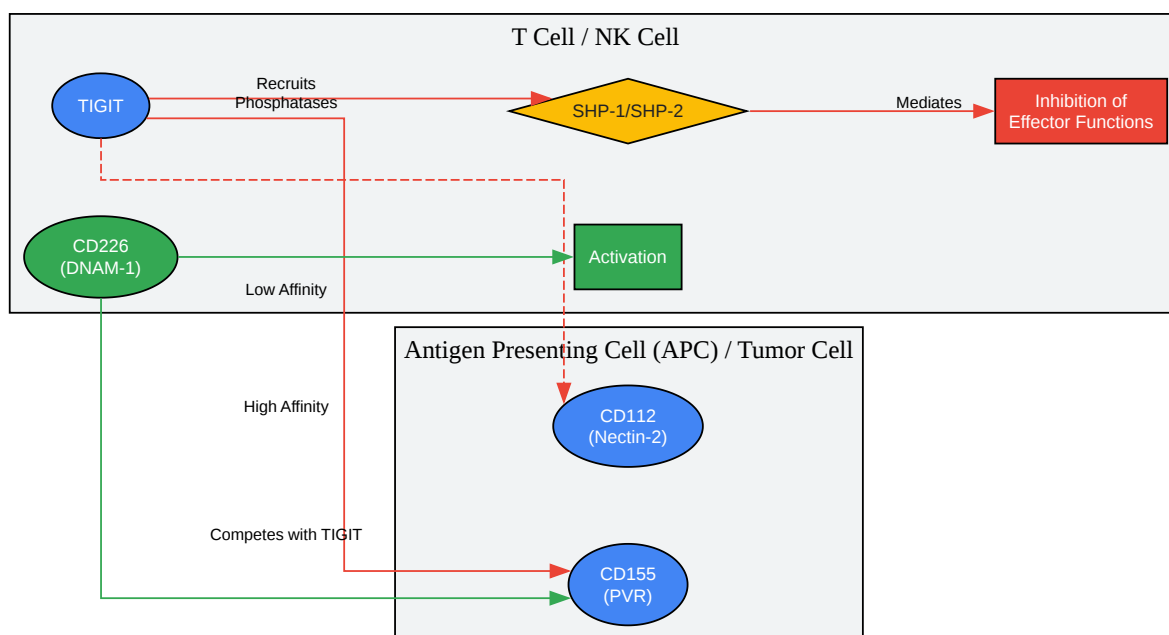 T Cell / NK Cell
TIGIT
Recruits
Phosphatases
SHP-1/SHP-2
Mediates
Inhibition of
Effector Functions
CD226
(DNAM-1)
Activation
Low Affinity
Antigen Presenting Cell (APC) / Tumor Cell
High Affinity
CD112
(Nectin-2)
Competes with TIGIT
CD155
(PVR)